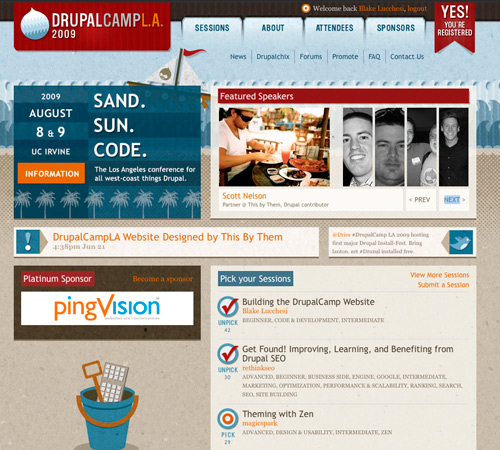 DRUPALCAMPL.A.
2009
Welcome back Blake Lucchesi, logout
SESSIONS
ABOUT
ATTENDEES
SPONSORS
YES!
YOU'RE
REGISTERED
News
Drupalchix
Forums
Promote
FAQ
Contact Us
2009
AUGUST
8 & 9
UC IRVINE
INFORMATION
SAND.
SUN.
CODE.
The Los Angeles conference for
all west-coast things Drupal.
Featured Speakers
Scott Nelson
Partner @ This by Them, Drupal contributor
< PREV
NEXT >
DrupalCampLA Website Designed by This By Them
4:38pm Jun 21
@Dries #DrupalCamp LA 2009 hosting
first major Drupal Install-Fest. Bring
laptop, get #Drupal installed free.
Platinum Sponsor
Become a sponsor
pingVision
Pick your Sessions
View More Sessions
Submit a Session
Building the DrupalCamp Website
Blake Lucchesi
BEGINNER, CODE & DEVELOPMENT, INTERMEDIATE
UNPICK
42
Get Found! Improving, Learning, and Benefiting from
Drupal SEO
rethinkseo
ADVANCED, BEGINNER, BUSINESS SIDE, ENGINE, GOOGLE, INTERMEDIATE,
MARKETING, OPTIMIZATION, PERFORMANCE & SCALABILITY, RANKING, SEARCH,
SEO, SITE BUILDING
UNPICK
30
Theming with Zen
magicspark
ADVANCED, DESIGN & USABILITY, INTERMEDIATE, ZEN
PICK
29